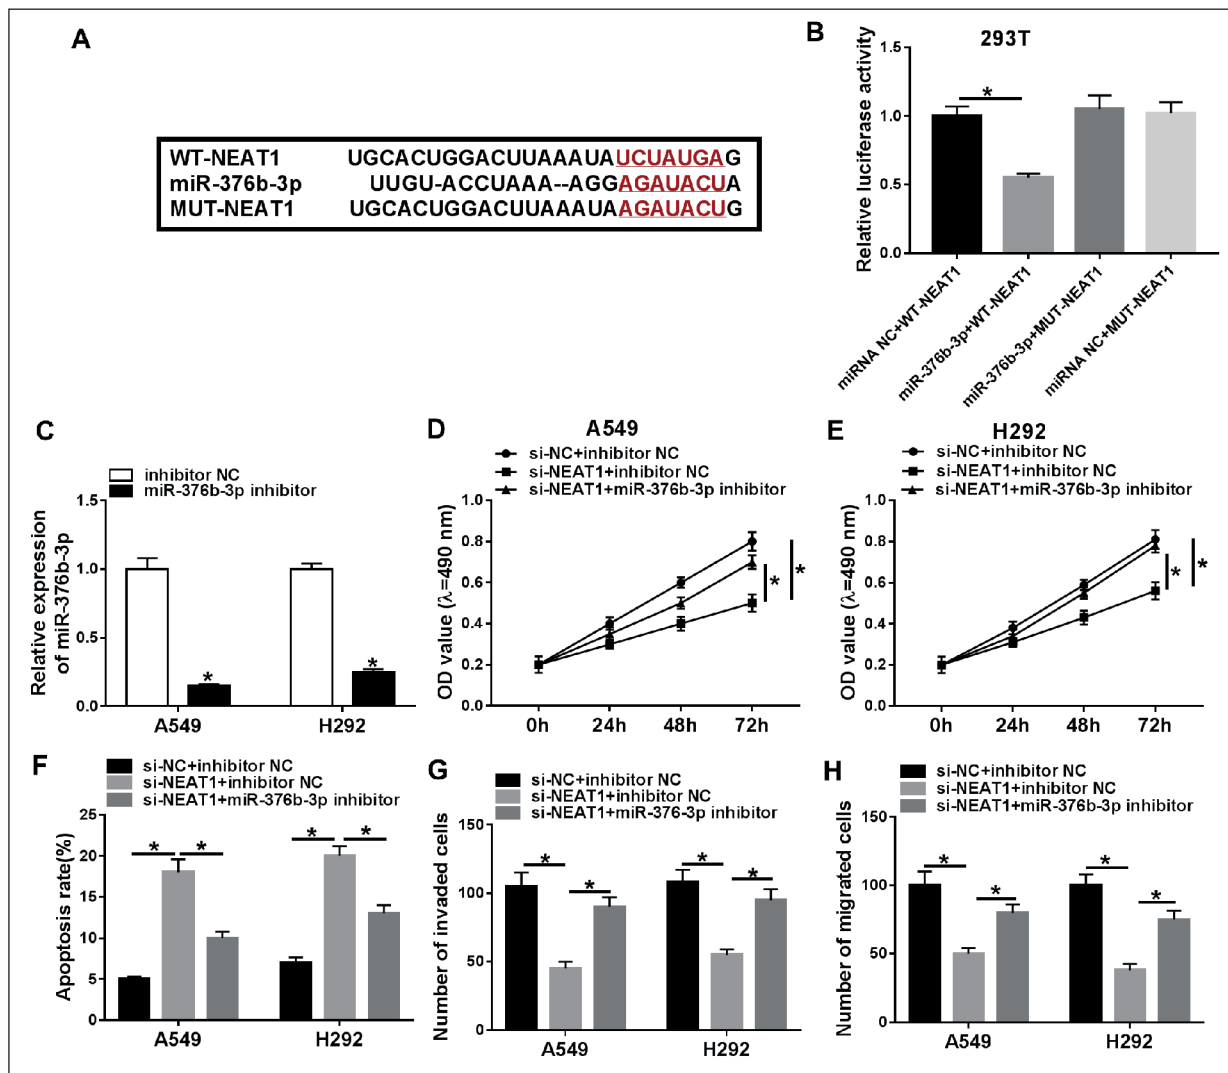 A
WT-NEAT1 UGCACUGGACUUAAAUAUCUAUGAG
miR-376b-3p UUGU-ACCUAAA--AGGAGAUACUA
MUT-NEAT1 UGCACUGGACUUAAAUAAGAUACUG
B
293T
Relative luciferase activity
1.5
1.0
0.5
0.0
*
miRNA NC+WT-NEAT1
miR-376b-3p+WT-NEAT1
miR-376b-3p+MUT-NEAT1
miRNA NC+MUT-NEAT1
C
inhibitor NC
miR-376b-3p inhibitor
Relative expression
of miR-376b-3p
1.5
1.0
0.5
0.0
* *
A549 H292
D
A549
si-NC+inhibitor NC
si-NEAT1+inhibitor NC
si-NEAT1+miR-376b-3p inhibitor
OD value (λ=490 nm)
1.0
0.8
0.6
0.4
0.2
0.0
* *
0h 24h 48h 72h
E
H292
si-NC+inhibitor NC
si-NEAT1+inhibitor NC
si-NEAT1+miR-376b-3p inhibitor
OD value (λ=490 nm)
1.0
0.8
0.6
0.4
0.2
0.0
* *
0h 24h 48h 72h
F
si-NC+inhibitor NC
si-NEAT1+inhibitor NC
si-NEAT1+miR-376b-3p inhibitor
Apoptosis rate(%)
25
20
15
10
5
0
* * * *
A549 H292
G
si-NC+inhibitor NC
si-NEAT1+inhibitor NC
si-NEAT1+miR-376-3p inhibitor
Number of invaded cells
150
100
50
0
* * * *
A549 H292
H
si-NC+inhibitor NC
si-NEAT1+inhibitor NC
si-NEAT1+miR-376b-3p inhibitor
Number of migrated cells
150
100
50
0
* * * *
A549 H292